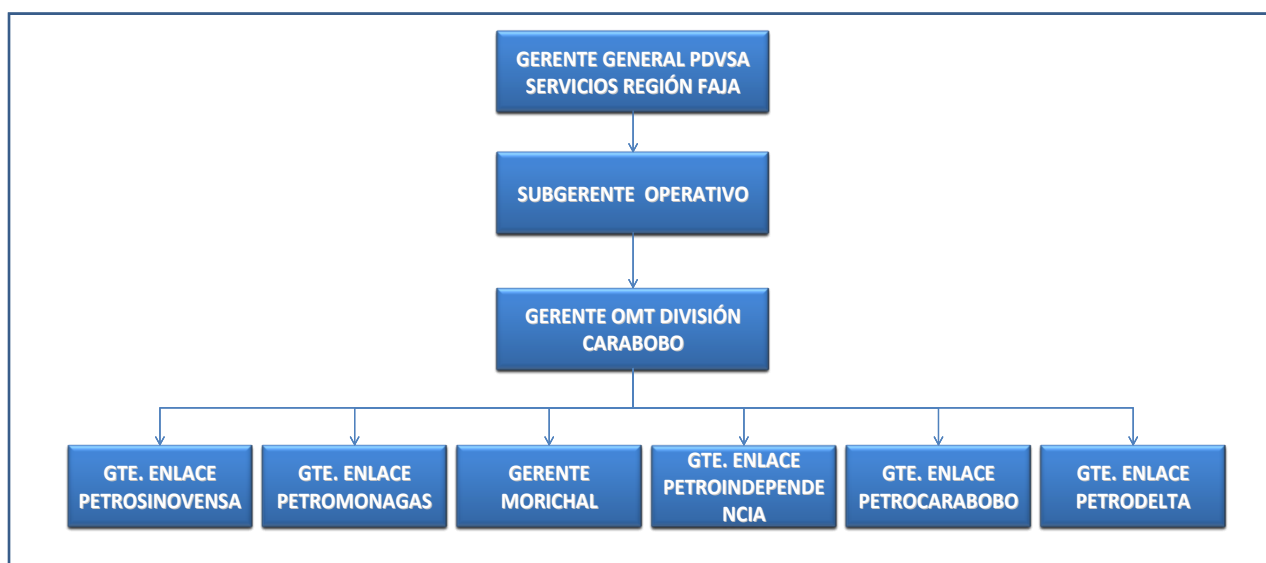 GERENTE GENERAL PDVSA
SERVICIOS REGIÓN FAJA
SUBGERENTE OPERATIVO
GERENTE OMT DIVISIÓN
CARABOBO
GTE. ENLACE
PETROSINOVENSA
GTE. ENLACE
PETROMONAGAS
GERENTE
MORICHAL
GTE. ENLACE
PETROINDEPENDE
NCIA
GTE. ENLACE
PETROCARABOBO
GTE. ENLACE
PETRODELTA